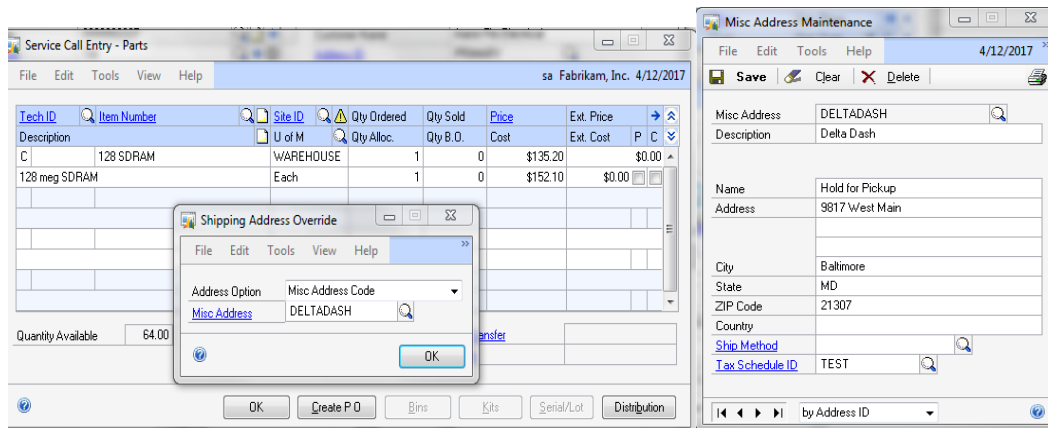 Service Call Entry - Parts
File Edit Tools View Help sa Fabrikam, Inc. 4/12/2017
Tech ID Item Number Site ID Qty Ordered Qty Sold Price Ext. Price
Description U of M Qty Alloc. Qty B.O. Cost Ext. Cost P C
C 128 SDRAM WAREHOUSE 1 0 $135.20 $0.00
128 meg SDRAM Each 1 0 $152.10 $0.00
Shipping Address Override
File Edit Tools View Help
Address Option Misc Address Code
Misc Address DELTADASH
OK
Quantity Available 64.00
OK Create P O Bins Kits Serial/Lot Distribution
Misc Address Maintenance
File Edit Tools Help 4/12/2017
Save Clear Delete
Misc Address DELTADASH
Description Delta Dash
Name Hold for Pickup
Address 9817 West Main
City Baltimore
State MD
ZIP Code 21307
Country
Ship Method
Tax Schedule ID TEST
by Address ID